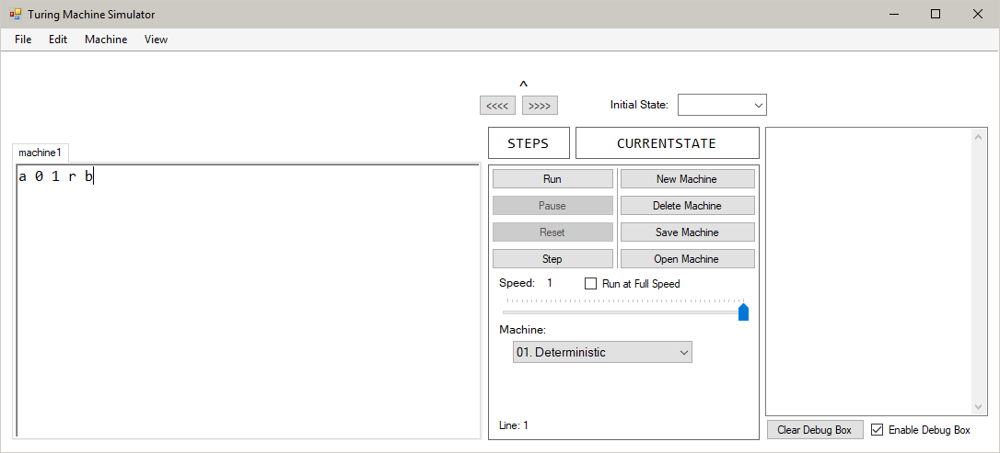 Turing Machine Simulator
File Edit Machine View
^
<<<< >>>> Initial State:
machine1
STEPS CURRENTSTATE
a 0 1 r b
Run New Machine
Pause Delete Machine
Reset Save Machine
Step Open Machine
Speed: 1 Run at Full Speed
Machine:
01. Deterministic
Line: 1
Clear Debug Box Enable Debug Box